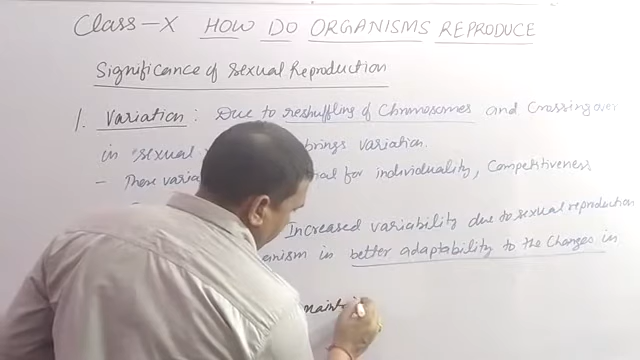 Class-X HOW DO ORGANISMS REPRODUCE
Significance of Sexual Reproduction
1. Variation : Due to reshuffling of Chromosomes and Crossing over
in sexual brings variation.
- These for individuality, Competitiveness
Increased variability due to sexual reproduction
in better adaptability to the Changes in